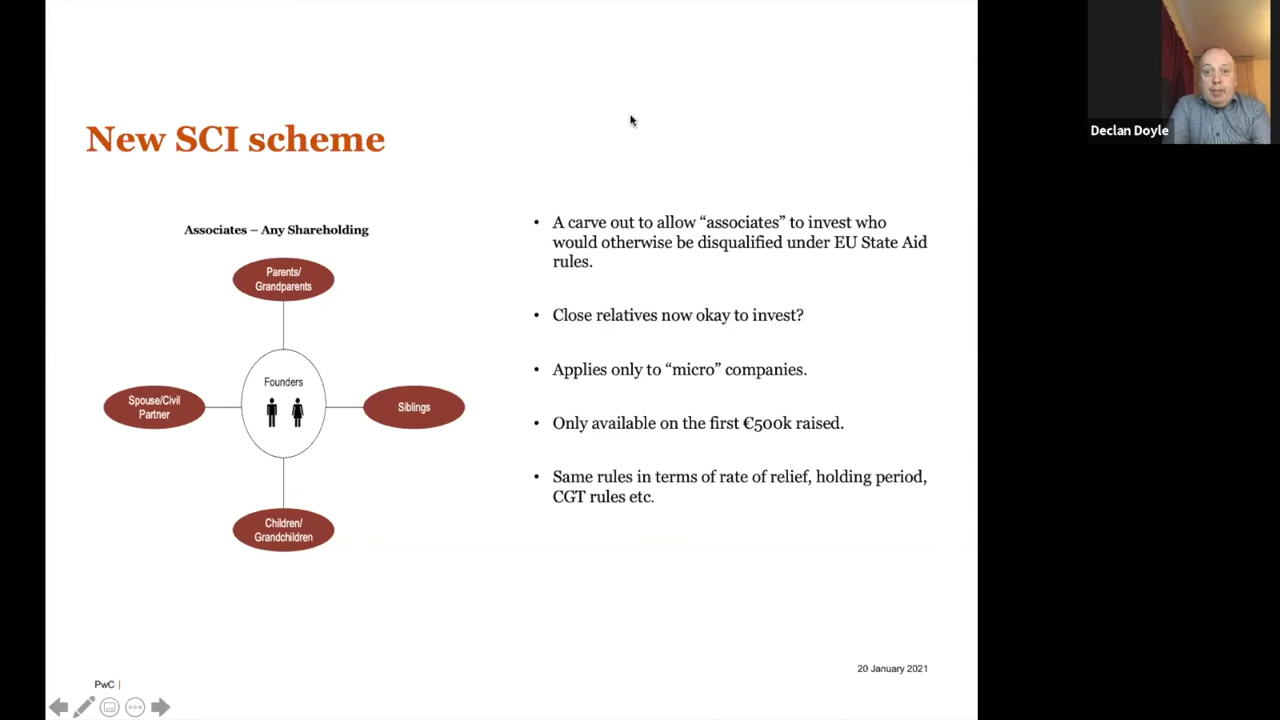 New SCI scheme
Associates – Any Shareholding
Parents/
Grandparents
Founders
Spouse/Civil
Partner
Siblings
Children/
Grandchildren
• A carve out to allow “associates” to invest who
would otherwise be disqualified under EU State Aid
rules.
• Close relatives now okay to invest?
• Applies only to “micro” companies.
• Only available on the first €500k raised.
• Same rules in terms of rate of relief, holding period,
CGT rules etc.
20 January 2021
PwC |
Declan Doyle